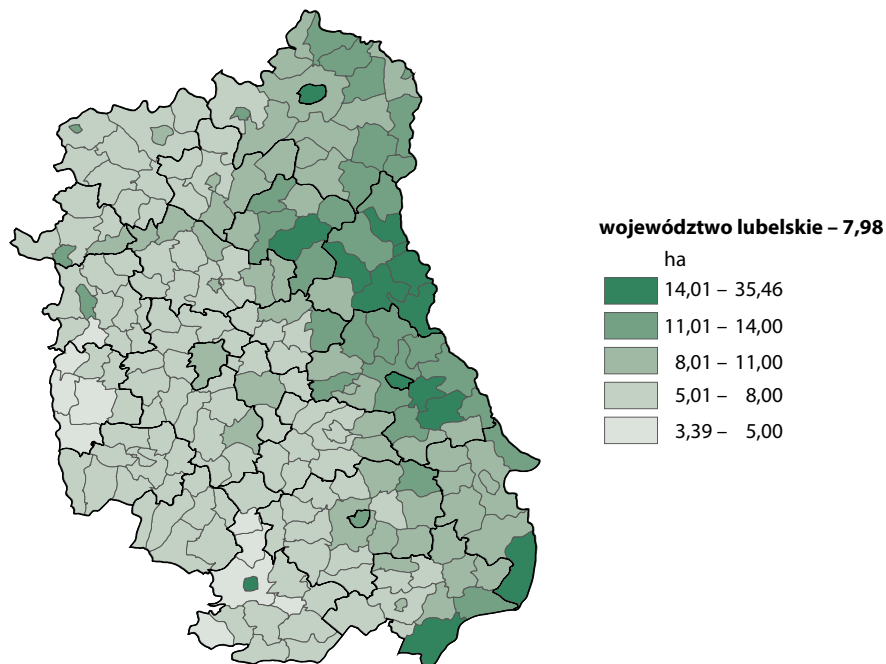 województwo lubelskie – 7,98
ha
14,01 – 35,46
11,01 – 14,00
8,01 – 11,00
5,01 – 8,00
3,39 – 5,00